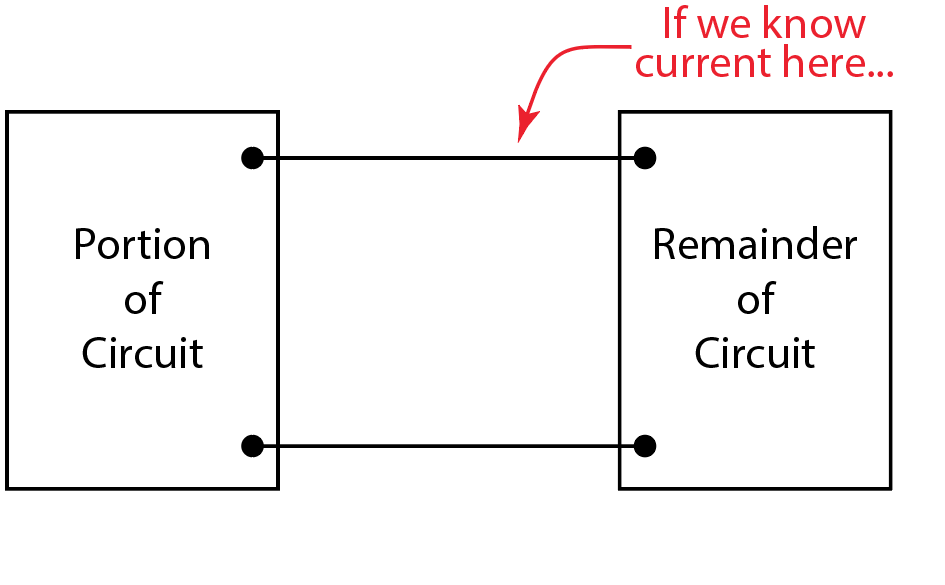 If we know
current here...
Portion
of
Circuit
Remainder
of
Circuit